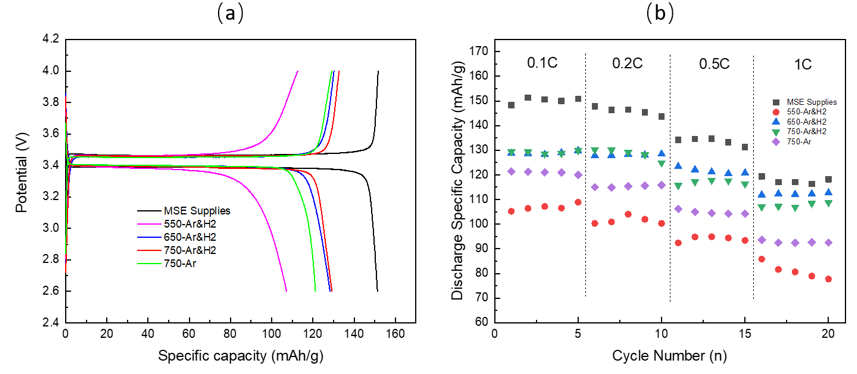 (a)
4.2
4.0
3.8
3.6
3.4
3.2
3.0
2.8
2.6
2.4
Potential (V)
MSE Supplies
550-Ar&H2
650-Ar&H2
750-Ar&H2
750-Ar
0 20 40 60 80 100 120 140 160
Specific capacity (mAh/g)
(b)
170
160
150
140
130
120
110
100
90
80
70
60
Discharge Specific Capacity (mAh/g)
0.1C 0.2C 0.5C 1C
MSE Supplies
550-Ar&H2
650-Ar&H2
750-Ar&H2
750-Ar
0 5 10 15 20
Cycle Number (n)